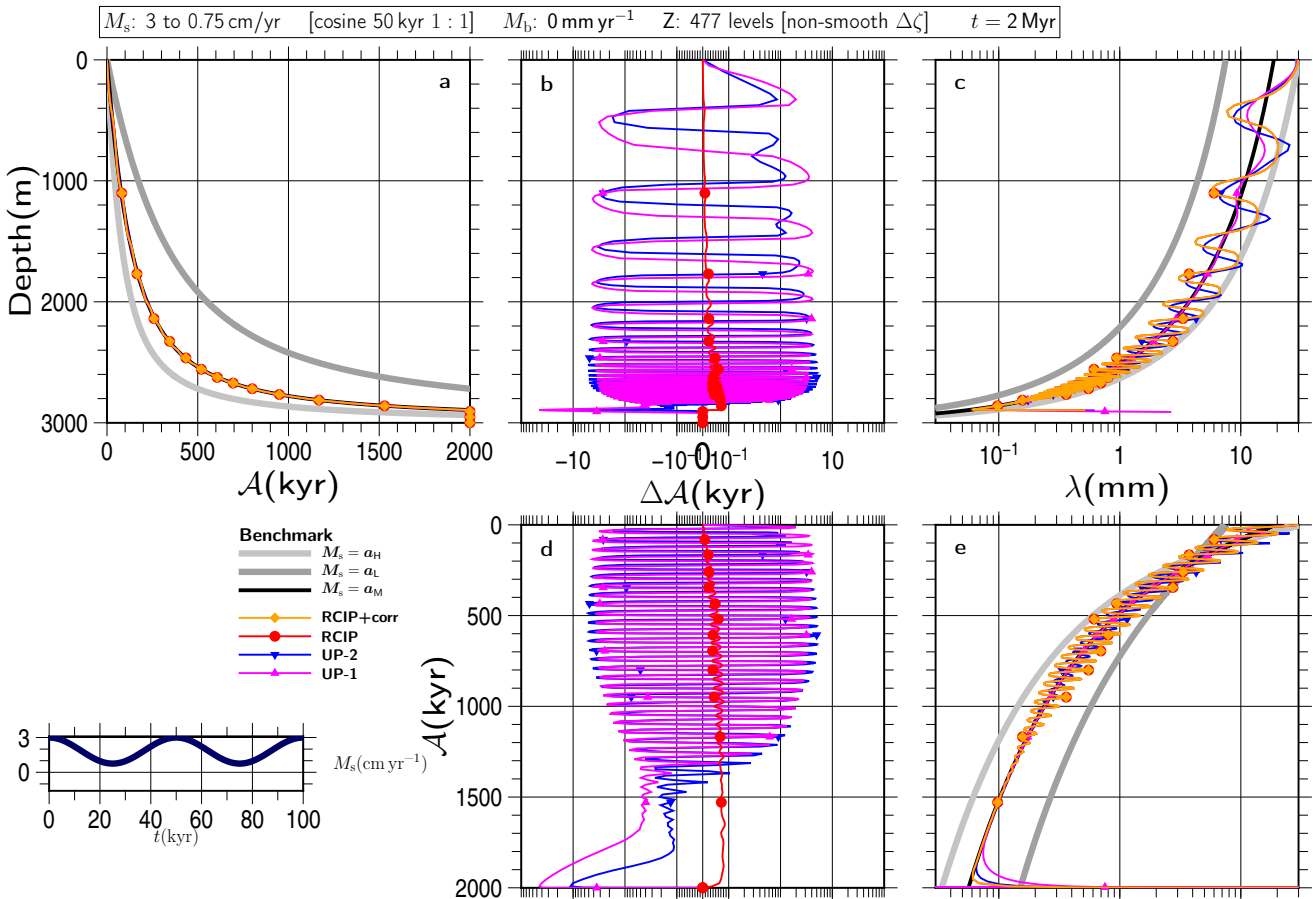 Mₛ: 3 to 0.75 cm/yr [cosine 50 kyr 1 : 1] M_b: 0 mm yr⁻¹ Z: 477 levels [non-smooth Δζ] t = 2 Myr
a
b
c
0
1000
2000
3000
Depth(m)
0 500 1000 1500 2000
𝒜(kyr)
−10 −10⁻¹ 0 10⁻¹ 10
Δ𝒜(kyr)
10⁻¹ 1 10
λ(mm)
Benchmark
Mₛ = a_H
Mₛ = a_L
Mₛ = a_M
RCIP+corr
RCIP
UP-2
UP-1
3
0
Mₛ(cm yr⁻¹)
0 20 40 60 80 100
t(kyr)
d
e
0
500
1000
1500
2000
𝒜(kyr)